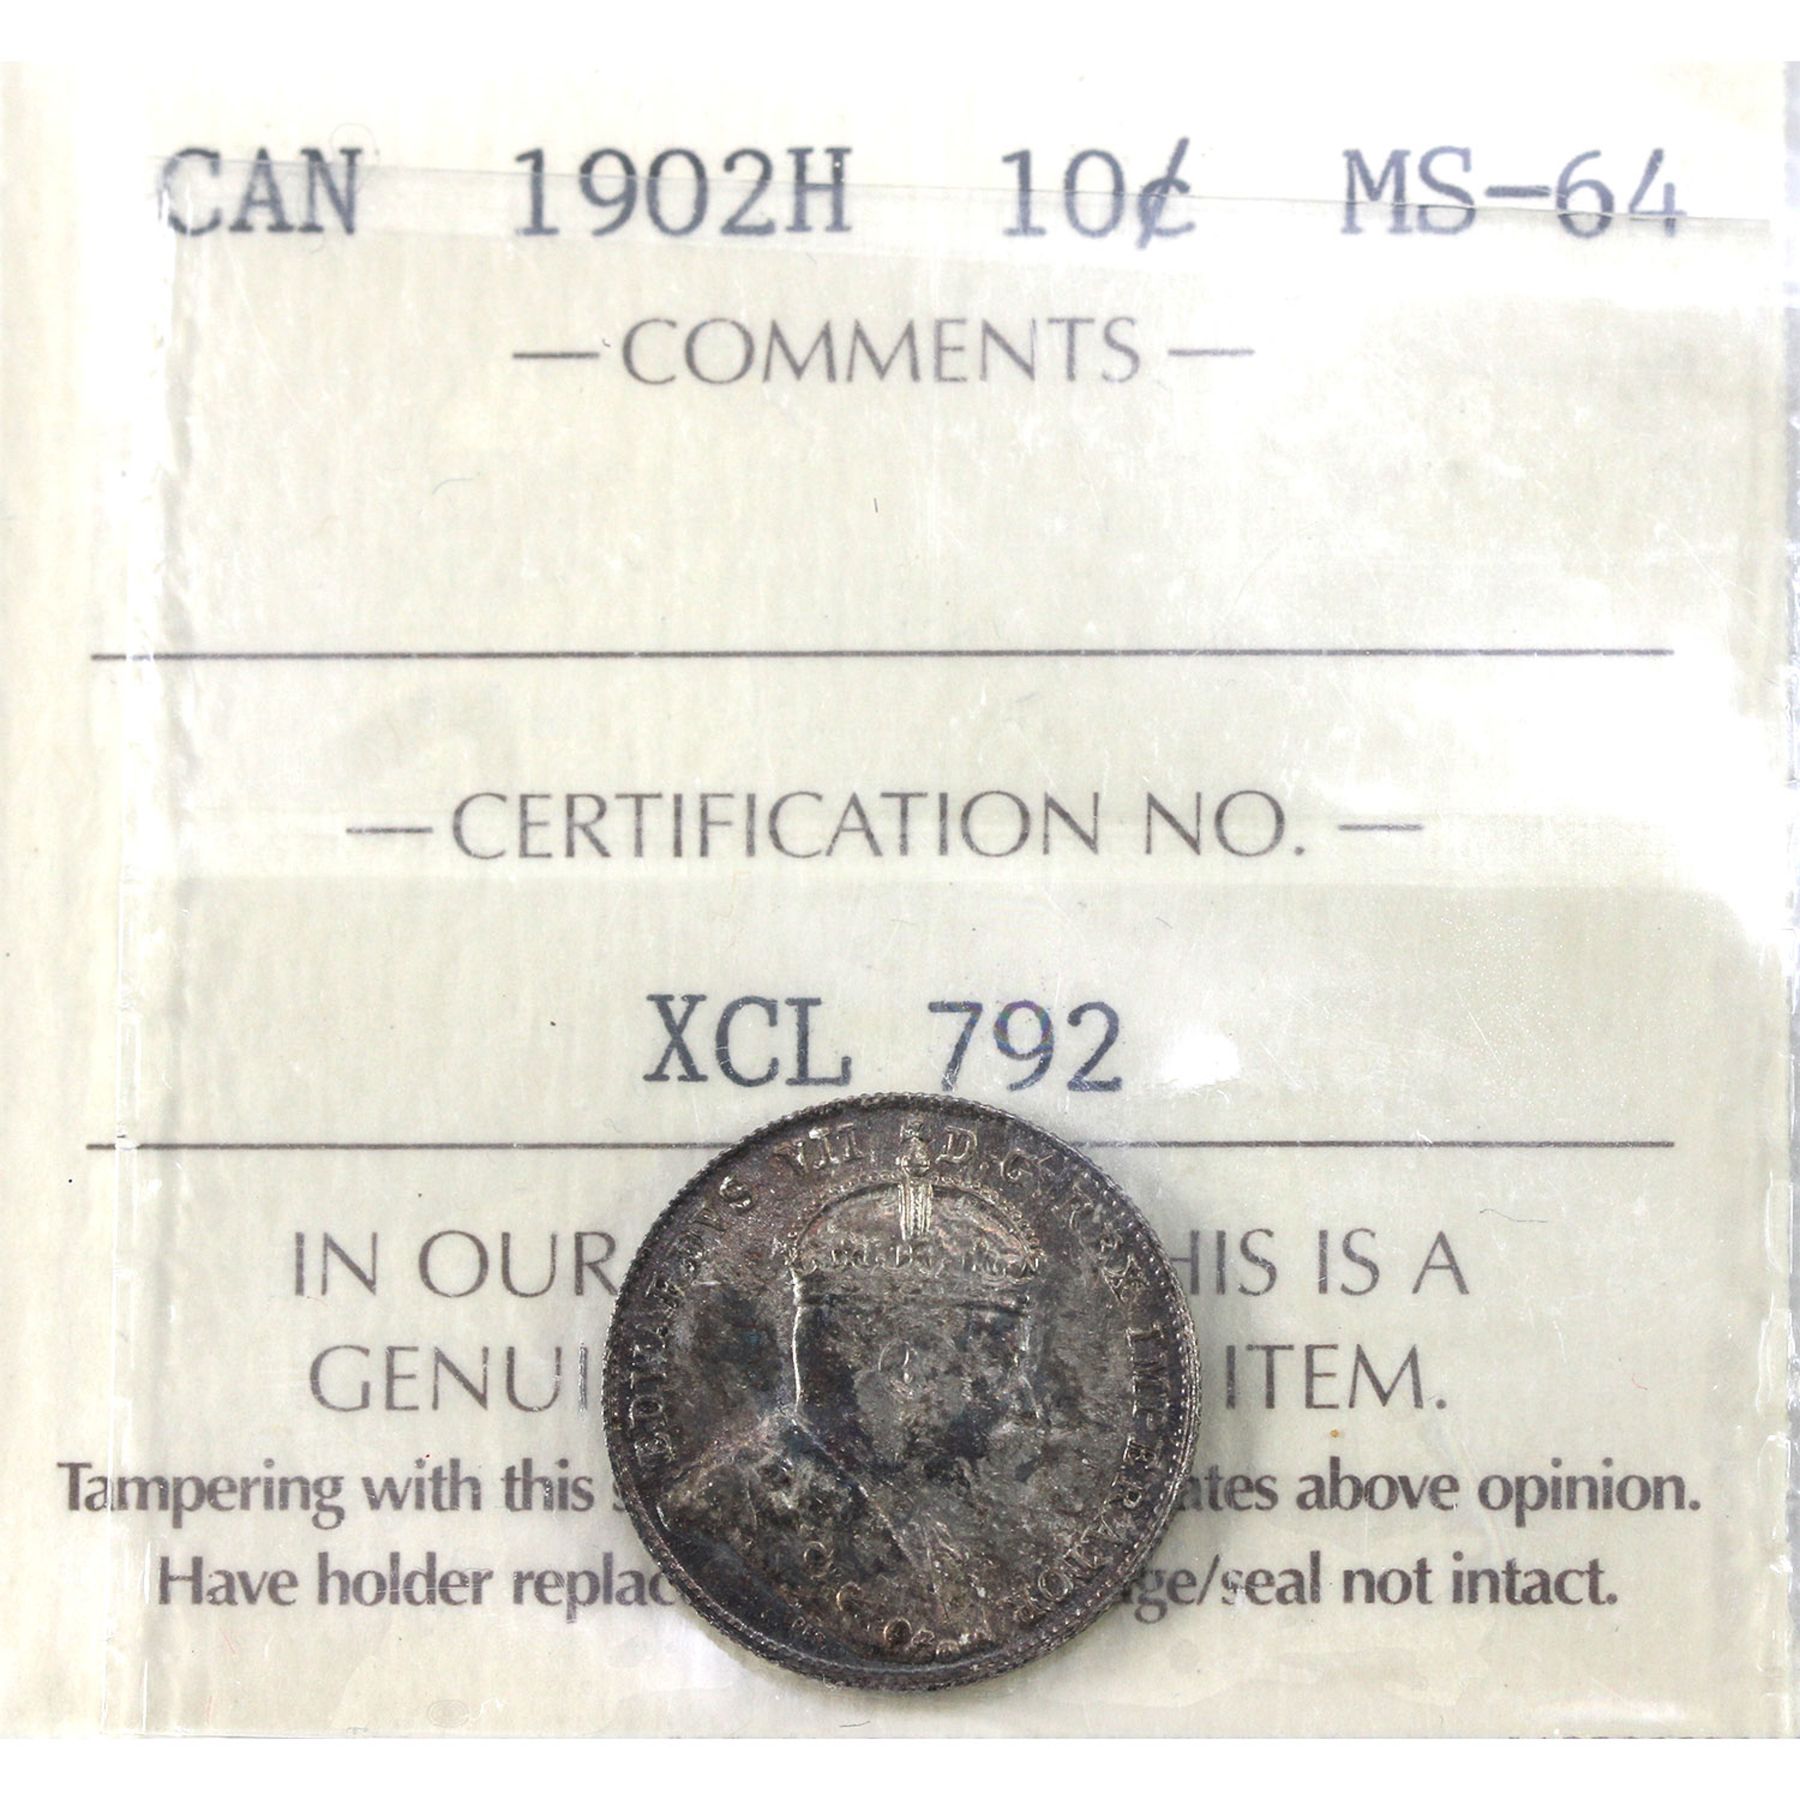 CAN 1902H 10¢ MS-64
— COMMENTS —
— CERTIFICATION NO. —
XCL 792
IN OUR HIS IS A
GENUI ITEM.
Tampering with this s ates above opinion.
Have holder replac ge/seal not intact.
EDWARDVS VII D.G. REX IMPERATOR